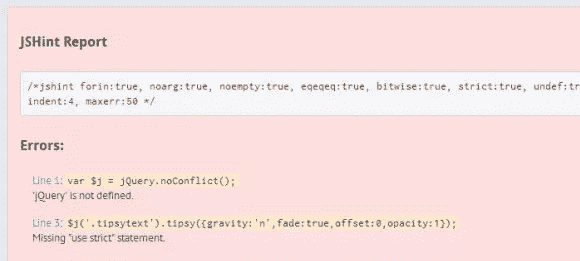 JSHint Report
/*jshint forin:true, noarg:true, noempty:true, eqeqeq:true, bitwise:true, strict:true, undef:tr
indent:4, maxerr:50 */
Errors:
Line 1: var $j = jQuery.noConflict();
'jQuery' is not defined.
Line 3: $j('.tipsytext').tipsy({gravity:'n',fade:true,offset:0,opacity:1});
Missing "use strict" statement.